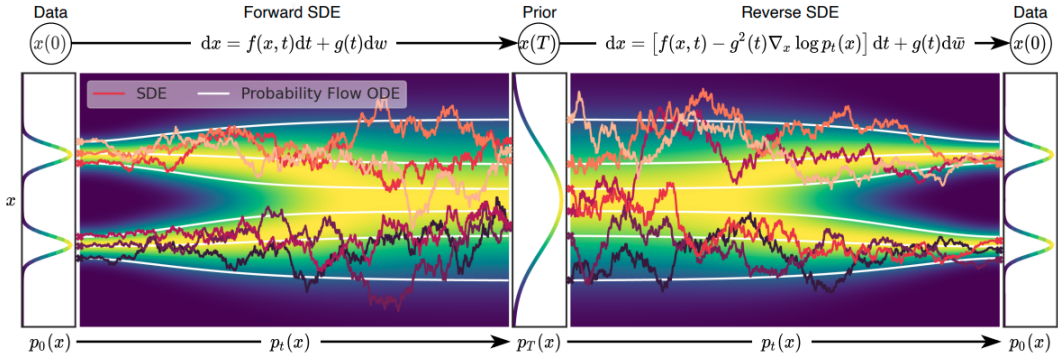 Data Forward SDE Prior Reverse SDE Data
x(0) dx = f(x, t)dt + g(t)dw x(T) dx = [f(x, t) − g²(t)∇ₓ log pₜ(x)] dt + g(t)dw̄ x(0)
SDE Probability Flow ODE
x
p₀(x) pₜ(x) p_T(x) pₜ(x) p₀(x)